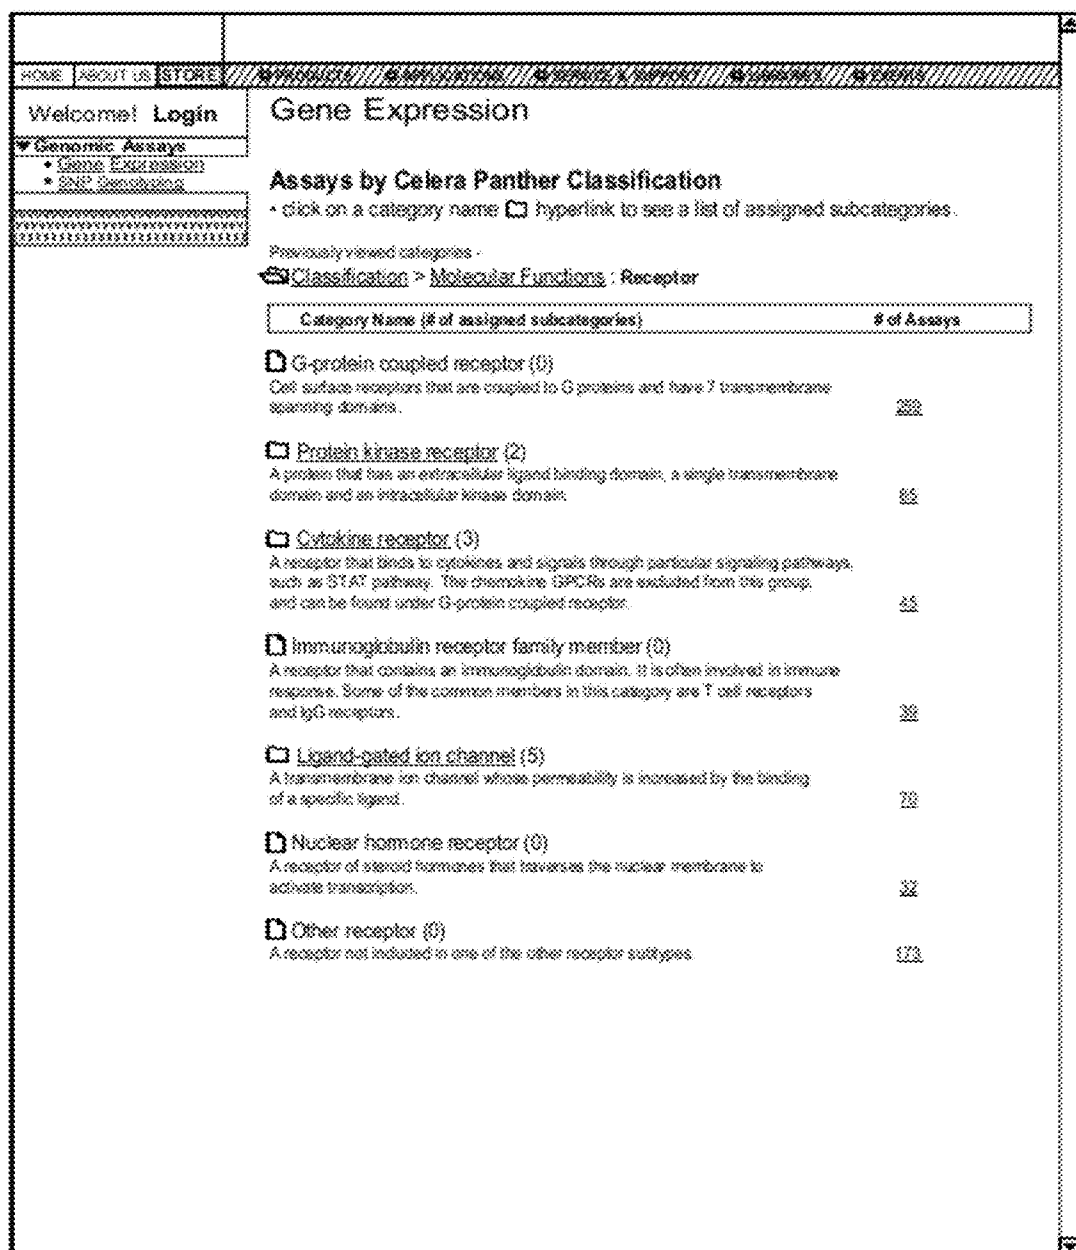 HOME ABOUT US STORE PRODUCTS APPLICATIONS SERVICE & SUPPORT
Welcome! Login
Gene Expression
Genomic Assays
• Gene Expression
• SNP Genotyping
Assays by Celera Panther Classification
• click on a category name hyperlink to see a list of assigned subcategories.
Previously viewed categories -
Classification > Molecular Functions : Receptor
Category Name (# of assigned subcategories) # of Assays
G-protein coupled receptor (0)
Cell surface receptors that are coupled to G proteins and have 7 transmembrane
spanning domains.
Protein kinase receptor (2)
A protein that has an extracellular ligand binding domain, a single transmembrane
domain and an intracellular kinase domain. 65
Cytokine receptor (3)
A receptor that binds to cytokines and signals through particular signaling pathways,
such as STAT pathway. The chemokine GPCRs are excluded from this group,
and can be found under G-protein coupled receptor. 45
Immunoglobulin receptor family member (0)
A receptor that contains an immunoglobulin domain. It is often involved in immune
response. Some of the common members in this category are T cell receptors
and IgG receptors.
Ligand-gated ion channel (5)
A transmembrane ion channel whose permeability is increased by the binding
of a specific ligand. 70
Nuclear hormone receptor (0)
A receptor of steroid hormones that traverses the nuclear membrane to
activate transcription. 32
Other receptor (0)
A receptor not included in one of the other receptor subtypes. 173